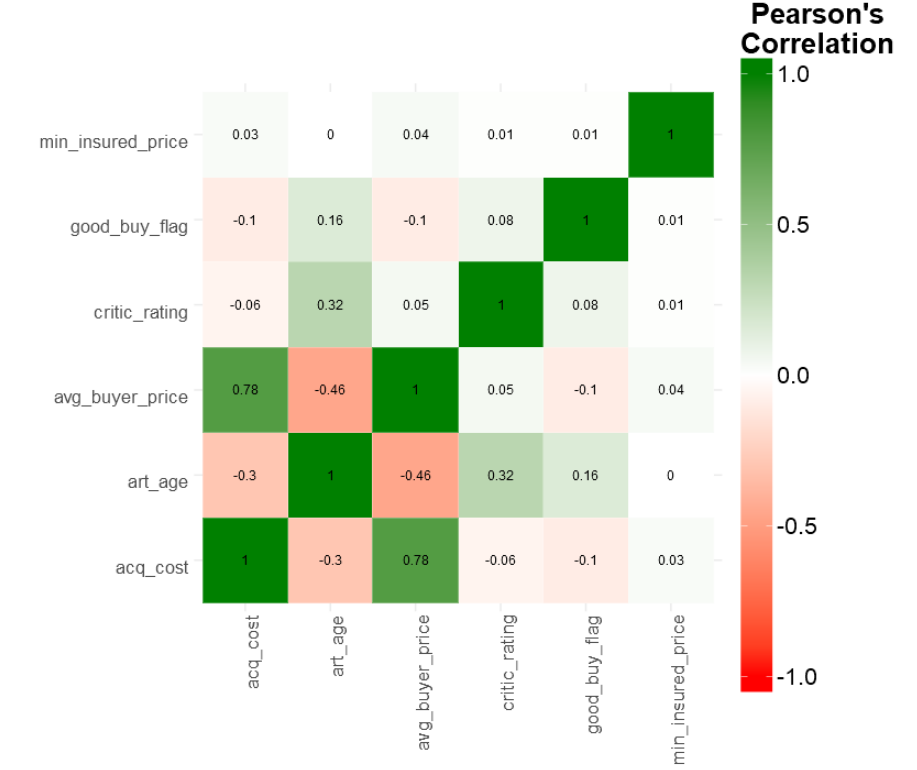 Pearson's
Correlation
1.0
0.5
0.0
-0.5
-1.0
min_insured_price 0.03 0 0.04 0.01 0.01 1
good_buy_flag -0.1 0.16 -0.1 0.08 1 0.01
critic_rating -0.06 0.32 0.05 1 0.08 0.01
avg_buyer_price 0.78 -0.46 1 0.05 -0.1 0.04
art_age -0.3 1 -0.46 0.32 0.16 0
acq_cost 1 -0.3 0.78 -0.06 -0.1 0.03
acq_cost
art_age
avg_buyer_price
critic_rating
good_buy_flag
min_insured_price